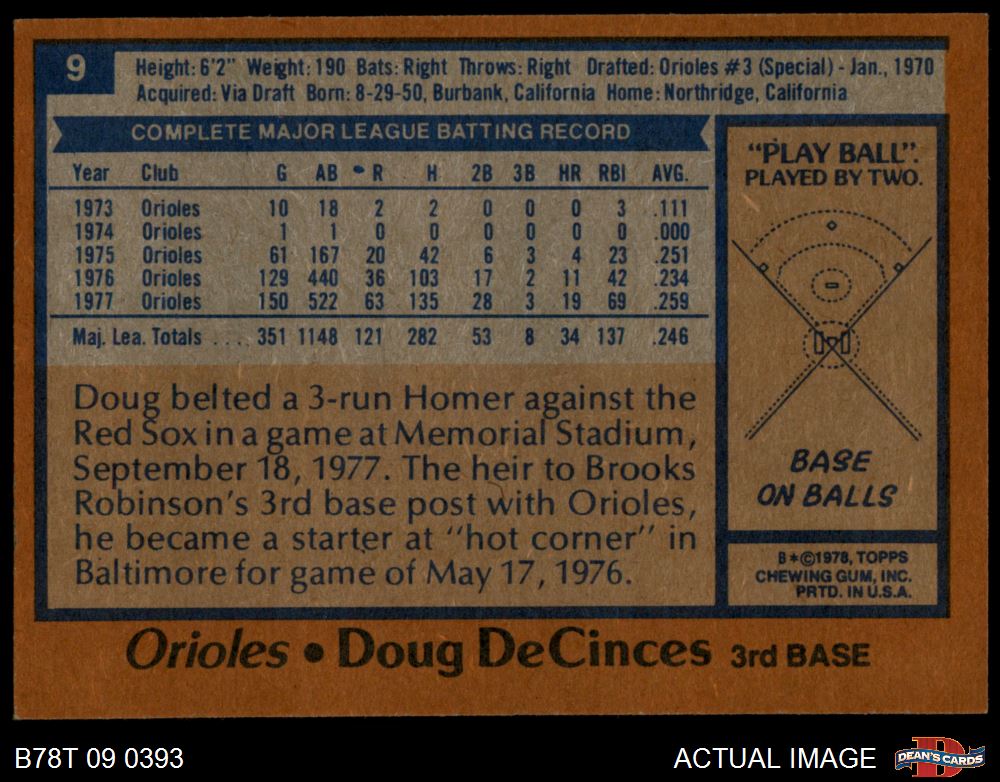 9
Height: 6'2" Weight: 190 Bats: Right Throws: Right Drafted: Orioles #3 (Special) - Jan., 1970
Acquired: Via Draft Born: 8-29-50, Burbank, California Home: Northridge, California
COMPLETE MAJOR LEAGUE BATTING RECORD
Year Club G AB R H 2B 3B HR RBI AVG.
1973 Orioles 10 18 2 2 0 0 0 3 .111
1974 Orioles 1 1 0 0 0 0 0 0 .000
1975 Orioles 61 167 20 42 6 3 4 23 .251
1976 Orioles 129 440 36 103 17 2 11 42 .234
1977 Orioles 150 522 63 135 28 3 19 69 .259
Maj. Lea. Totals .... 351 1148 121 282 53 8 34 137 .246
Doug belted a 3-run Homer against the
Red Sox in a game at Memorial Stadium,
September 18, 1977. The heir to Brooks
Robinson's 3rd base post with Orioles,
he became a starter at "hot corner" in
Baltimore for game of May 17, 1976.
"PLAY BALL".
PLAYED BY TWO.
BASE
ON BALLS
B*©1978, TOPPS
CHEWING GUM, INC.
PRTD. IN U.S.A.
Orioles • Doug DeCinces 3rd BASE
B78T 09 0393
ACTUAL IMAGE
DEAN'S CARDS